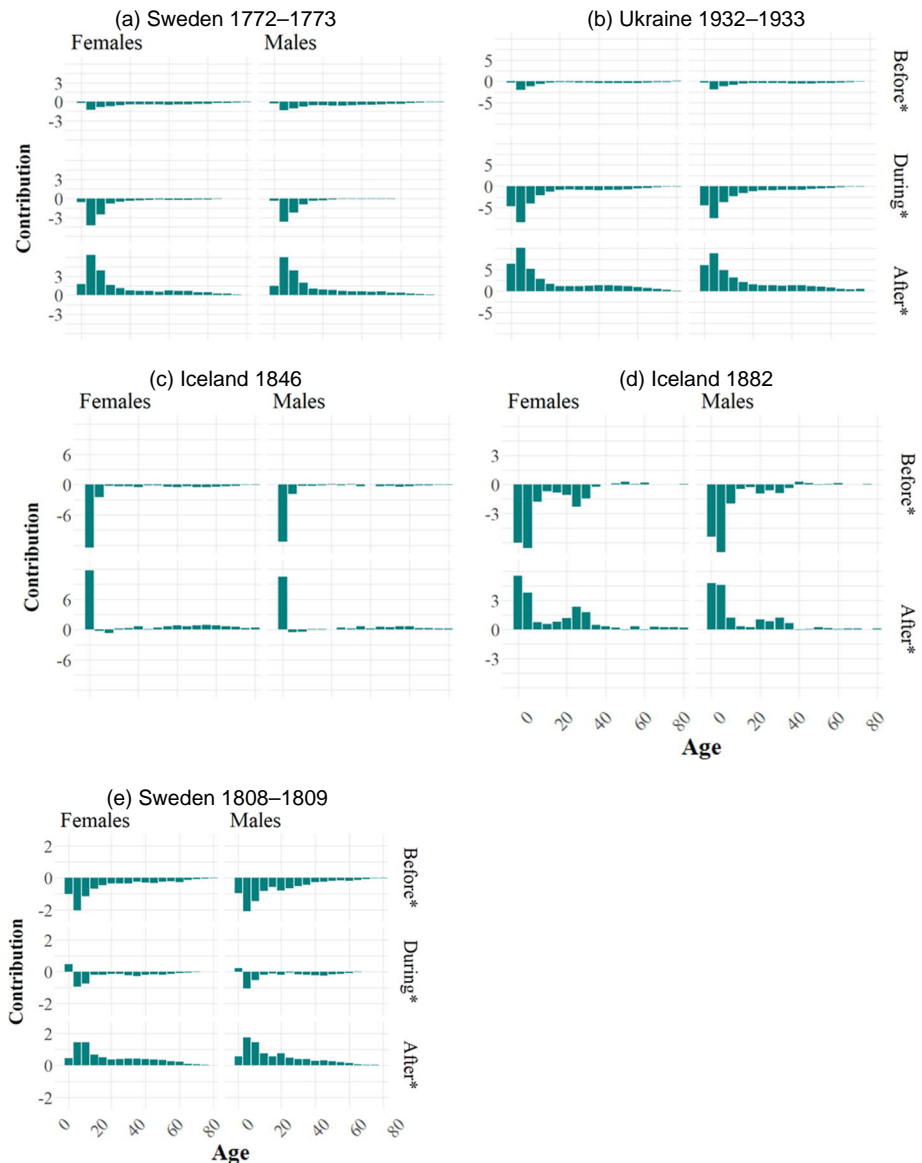 (a) Sweden 1772–1773
Females Males
3
0
-3
3
0
-3
3
0
-3
Contribution
(b) Ukraine 1932–1933
5
0
-5
5
0
-5
5
0
-5
Before*
During*
After*
(c) Iceland 1846
Females Males
6
0
-6
6
0
-6
Contribution
(d) Iceland 1882
Females Males
3
0
-3
3
0
-3
Before*
After*
0 20 40 60 80 0 20 40 60 80
Age
(e) Sweden 1808–1809
Females Males
2
0
-2
2
0
-2
2
0
-2
Contribution
Before*
During*
After*
0 20 40 60 80 0 20 40 60 80
Age